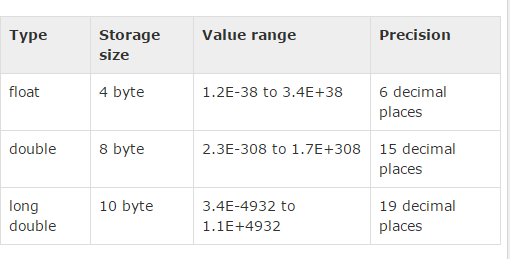 Type Storage size Value range Precision
float 4 byte 1.2E-38 to 3.4E+38 6 decimal places
double 8 byte 2.3E-308 to 1.7E+308 15 decimal places
long double 10 byte 3.4E-4932 to 1.1E+4932 19 decimal places